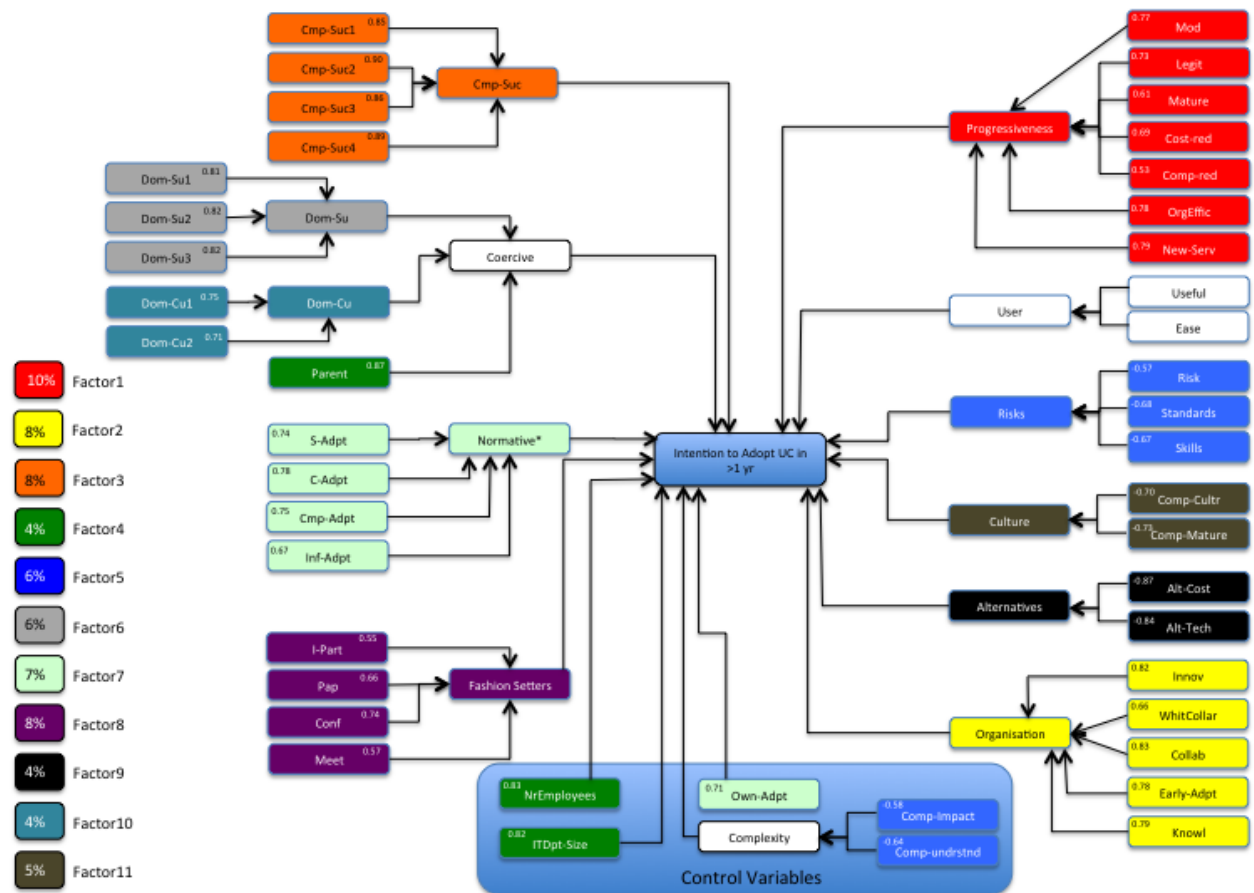 0.85
Cmp-Suc1
0.90
Cmp-Suc2
0.86
Cmp-Suc3
0.89
Cmp-Suc4
Cmp-Suc
0.81
Dom-Su1
0.82
Dom-Su2
0.82
Dom-Su3
Dom-Su
Coercive
0.75
Dom-Cu1
0.71
Dom-Cu2
Dom-Cu
0.87
Parent
0.74
S-Adpt
0.78
C-Adpt
0.75
Cmp-Adpt
0.67
Inf-Adpt
Normative*
0.55
I-Part
0.66
Pap
0.74
Conf
0.57
Meet
Fashion Setters
Intention to Adopt UC in
>1 yr
0.77
Mod
0.73
Legit
0.61
Mature
0.69
Cost-red
0.53
Comp-red
0.78
OrgEffic
0.79
New-Serv
Progressiveness
User
Useful
Ease
Risks
-0.57
Risk
-0.68
Standards
-0.67
Skills
Culture
-0.70
Comp-Cultr
-0.73
Comp-Mature
Alternatives
-0.87
Alt-Cost
-0.84
Alt-Tech
Organisation
0.82
Innov
0.66
WhitCollar
0.83
Collab
0.78
Early-Adpt
0.79
Knowl
0.83
NrEmployees
0.82
ITDpt-Size
0.71
Own-Adpt
Complexity
-0.58
Comp-Impact
-0.64
Comp-undrstnd
Control Variables
10% Factor1
8% Factor2
8% Factor3
4% Factor4
6% Factor5
6% Factor6
7% Factor7
8% Factor8
4% Factor9
4% Factor10
5% Factor11